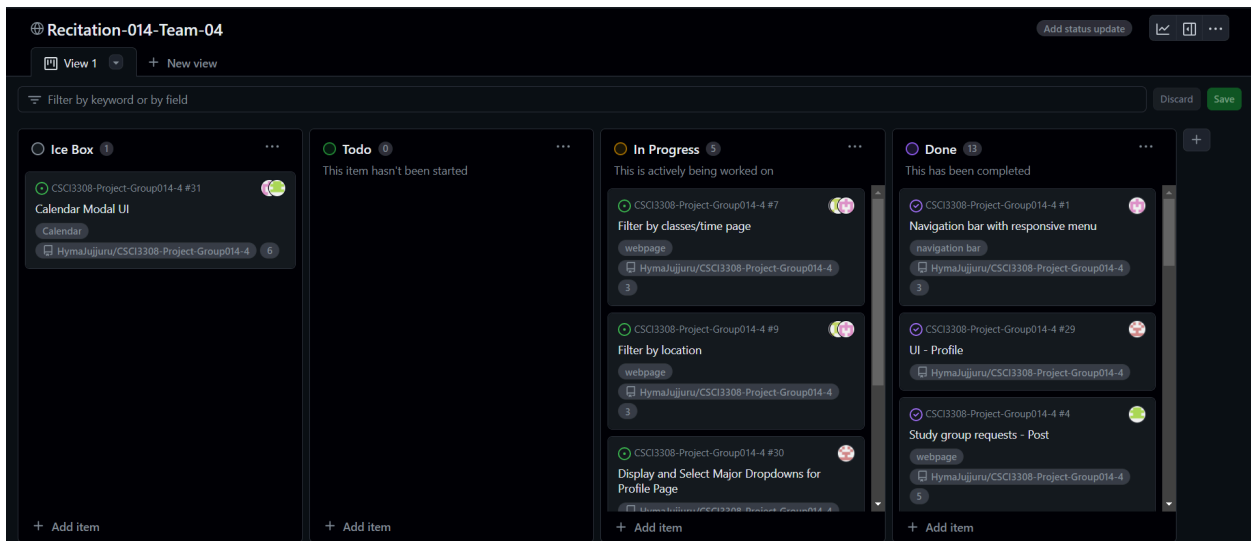 Recitation-014-Team-04
Add status update
View 1
New view
Filter by keyword or by field
Discard
Save
Ice Box 1
CSCI3308-Project-Group014-4 #31
Calendar Modal UI
Calendar
HymaJujjuru/CSCI3308-Project-Group014-4 6
Add item
Todo 0
This item hasn't been started
Add item
In Progress 5
This is actively being worked on
CSCI3308-Project-Group014-4 #7
Filter by classes/time page
webpage
HymaJujjuru/CSCI3308-Project-Group014-4
3
CSCI3308-Project-Group014-4 #9
Filter by location
webpage
HymaJujjuru/CSCI3308-Project-Group014-4
3
CSCI3308-Project-Group014-4 #30
Display and Select Major Dropdowns for
Profile Page
HymaJujjuru/CSCI3308-Project-Group014-4
Add item
Done 13
This has been completed
CSCI3308-Project-Group014-4 #1
Navigation bar with responsive menu
navigation bar
HymaJujjuru/CSCI3308-Project-Group014-4
3
CSCI3308-Project-Group014-4 #29
UI - Profile
HymaJujjuru/CSCI3308-Project-Group014-4
CSCI3308-Project-Group014-4 #4
Study group requests - Post
webpage
HymaJujjuru/CSCI3308-Project-Group014-4
5
Add item